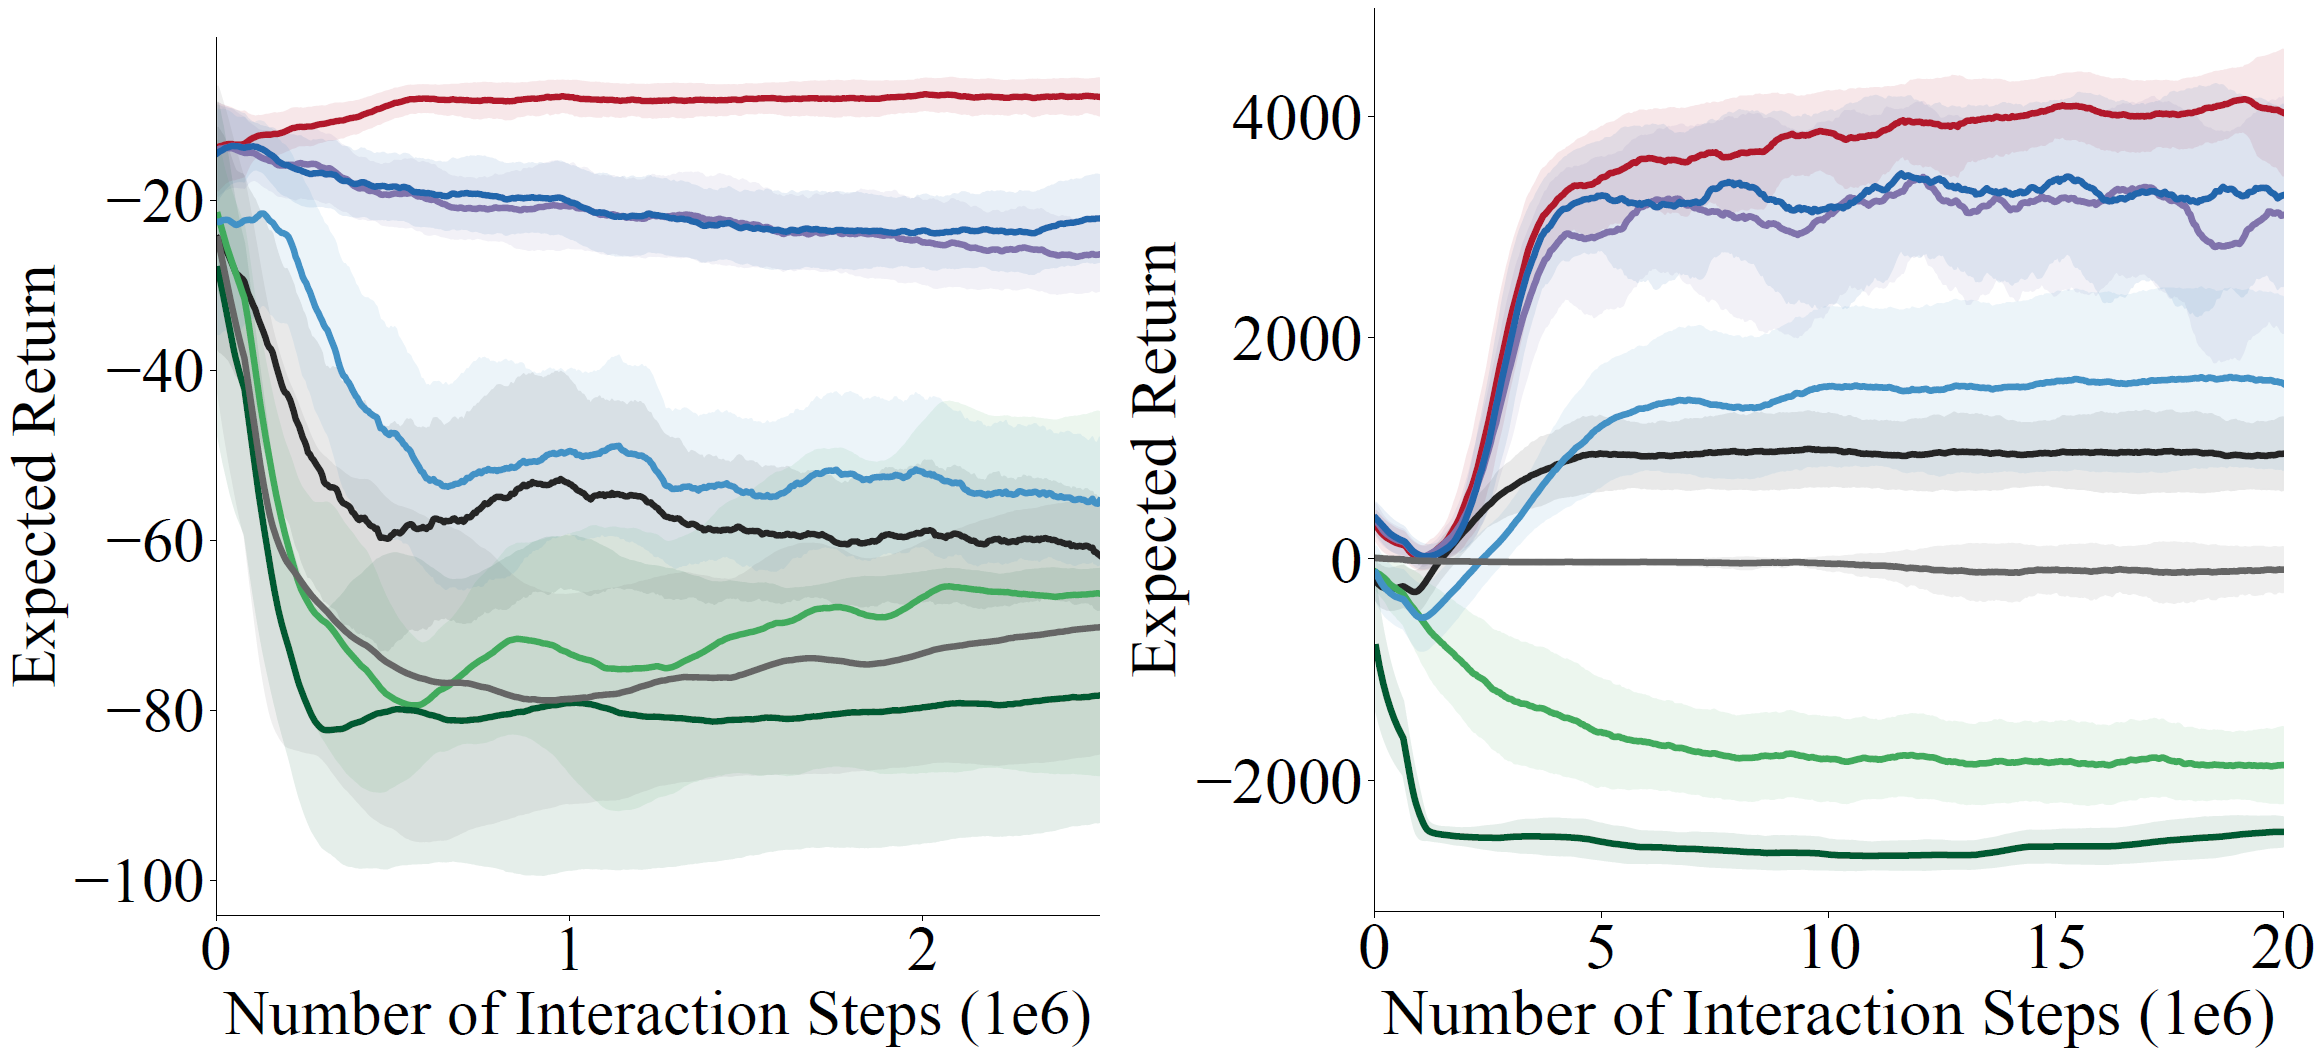 Expected Return
−20
−40
−60
−80
−100
0 1 2
Number of Interaction Steps (1e6)
Expected Return
4000
2000
0
−2000
0 5 10 15 20
Number of Interaction Steps (1e6)